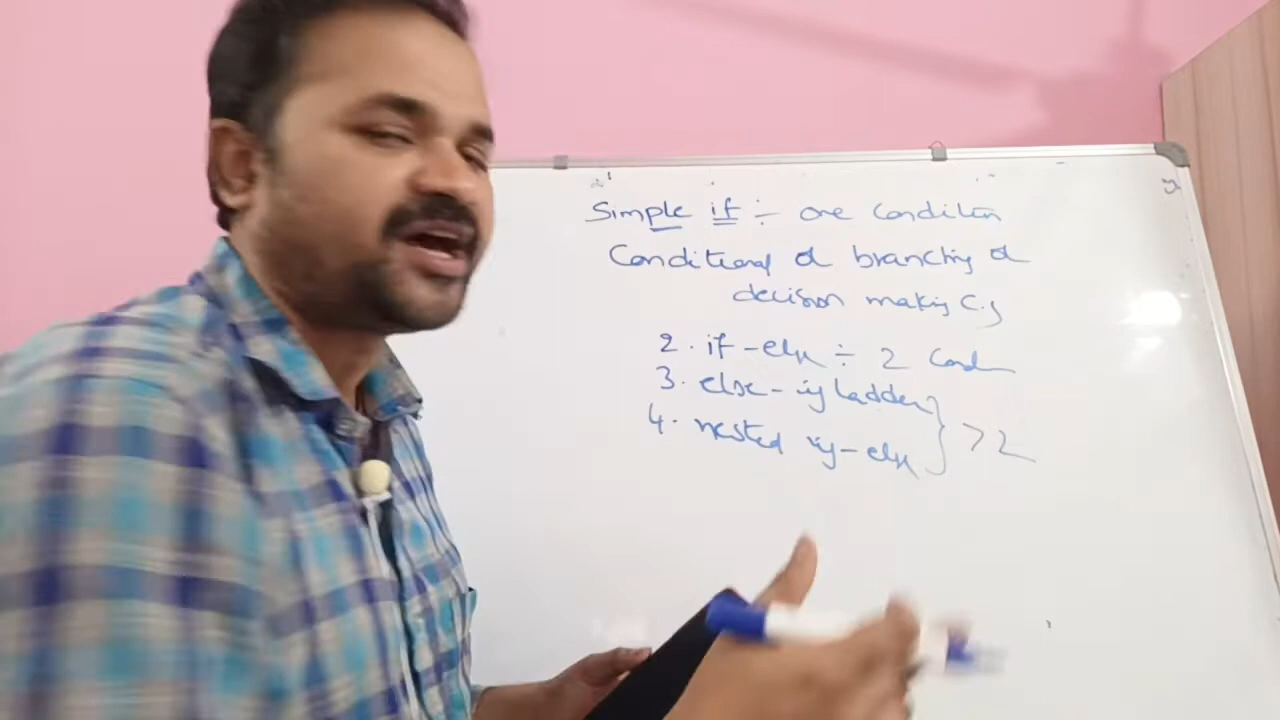 Simple if :- one condition
Conditional or branching or
decision making C.S
2. if-else :- 2 Cond
3. else-if ladder
4. nested if-else } >2